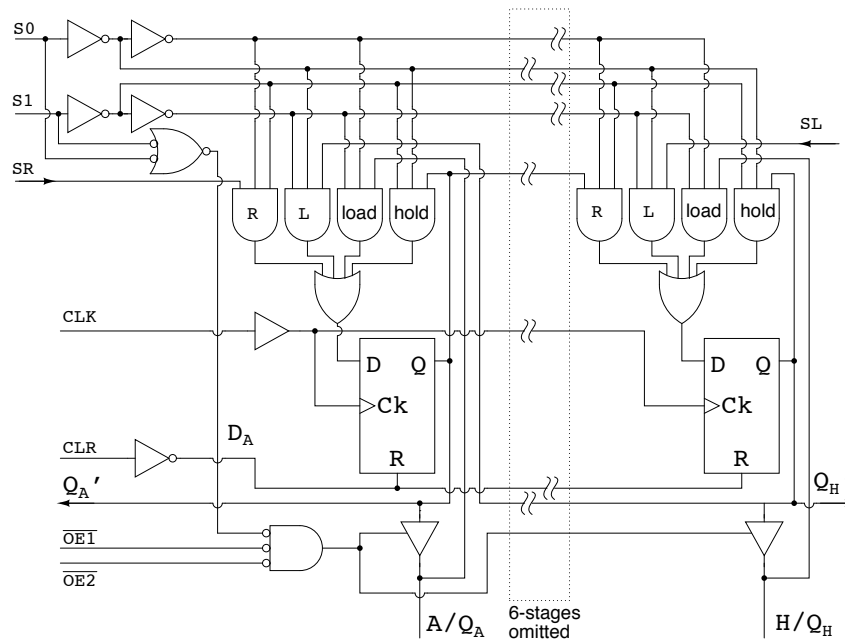 S0
S1
SL
SR
R L load hold R L load hold
CLK
D Q D Q
Ck Ck
D_A
CLR
R R
Q_A' Q_H
OE1
OE2
A/Q_A 6-stages H/Q_H
omitted